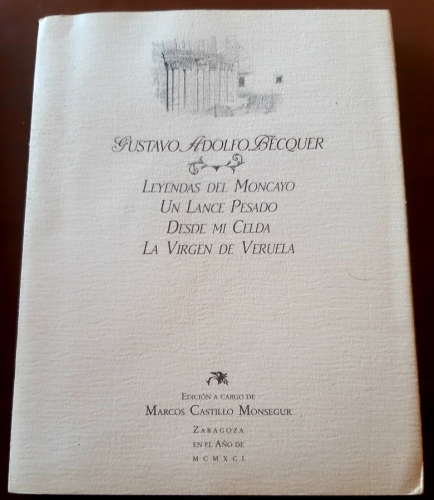 GUSTAVO ADOLFO BÉCQUER
LEYENDAS DEL MONCAYO
UN LANCE PESADO
DESDE MI CELDA
LA VIRGEN DE VERUELA
EDICIÓN A CARGO DE
MARCOS CASTILLO MONSEGUR
ZARAGOZA
EN EL AÑO DE
MCMXCI